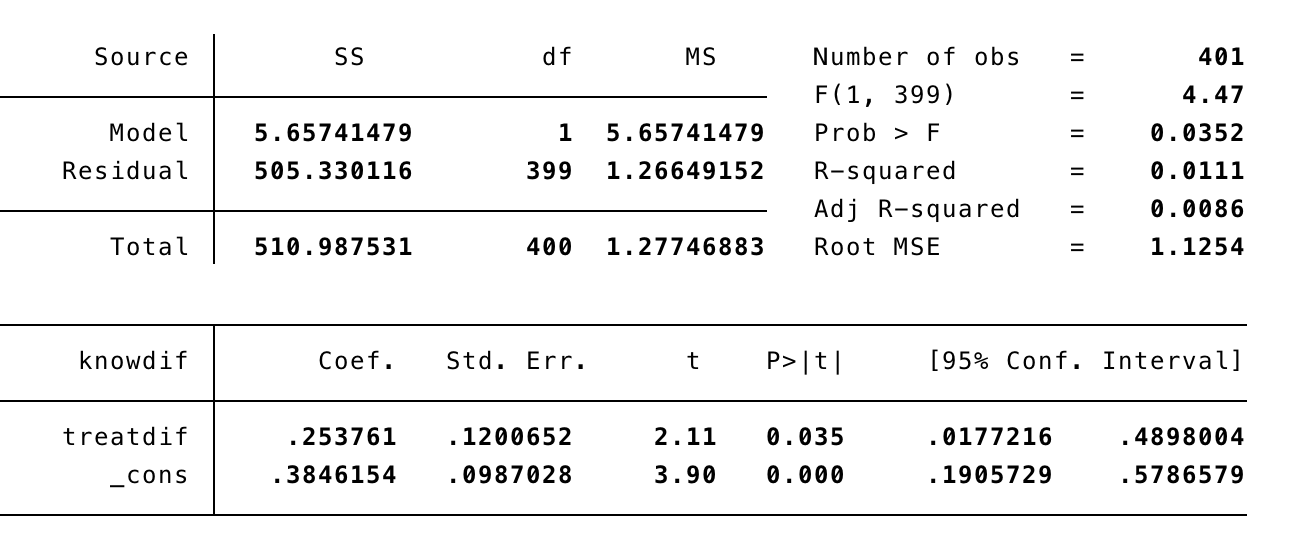 Source SS df MS Number of obs = 401
F(1, 399) = 4.47
Model 5.65741479 1 5.65741479 Prob > F = 0.0352
Residual 505.330116 399 1.26649152 R-squared = 0.0111
Adj R-squared = 0.0086
Total 510.987531 400 1.27746883 Root MSE = 1.1254
knowdif Coef. Std. Err. t P>|t| [95% Conf. Interval]
treatdif .253761 .1200652 2.11 0.035 .0177216 .4898004
_cons .3846154 .0987028 3.90 0.000 .1905729 .5786579